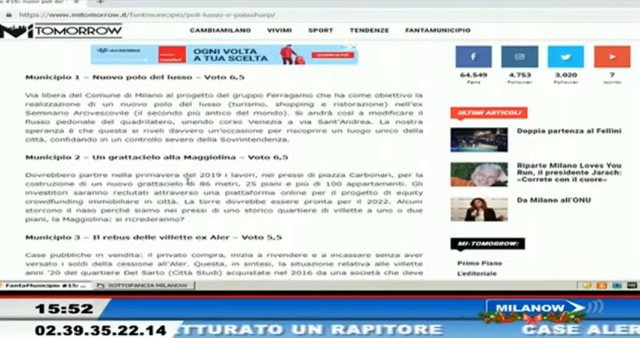 https://www.mitomorrow.it/fantmunicipio/poli-lusso-e-palasharp/
MI TOMORROW
CAMBIAMILANO VIVIMI SPORT TENDENZE FANTAMUNICIPIO
OGNI VOLTA
A TUA SCELTA
Municipio 1 – Nuovo polo del lusso – Voto 6,5
Via libera del Comune di Milano al progetto del gruppo Ferragamo che ha come obiettivo la
realizzazione di un nuovo polo del lusso (turismo, shopping e ristorazione) nell'ex
Seminario Arcivescovile (il secondo più antico del mondo). Si andrà così a modificare il
flusso pedonale del quadrilatero, unendo corso Venezia a via Sant'Andrea. La nostra
speranza è che questa si riveli davvero un'occasione per riscoprire un luogo unico della
città, confidando in un controllo severo della Sovrintendenza.
Municipio 2 – Un grattacielo alla Maggiolina – Voto 6,5
Dovrebbero partire nella primavera del 2019 i lavori, nei pressi di piazza Carbonari, per la
costruzione di un nuovo grattacielo di 86 metri, 25 piani e più di 100 appartamenti. Gli
investitori saranno reclutati attraverso una piattaforma online per il progetto di equity
crowdfunding immobiliare in città. La torre dovrebbe essere pronta per il 2022. Alcuni
storcono il naso perché siamo nei pressi di uno storico quartiere di villette a uno o due
piani, la Maggiolina: si ricrederanno?
Municipio 3 – Il rebus delle villette ex Aler – Voto 5,5
Case pubbliche in vendita: il privato compra, inizia a rivendere e a incassare senza aver
versato i soldi della cessione all'Aler. Questa, in sintesi, la situazione relativa alle villette
anni '20 del quartiere Del Sarto (Città Studi) acquistate nel 2016 da una società che deve
64,549
Fans
4,753
Follower
3,020
Follower
7
Iscritti
ULTIMI ARTICOLI
Doppia partenza al Fellini
Riparte Milano Loves You
Run, il presidente Jarach:
«Correte con il cuore»
Da Milano all'ONU
MI-TOMORROW:
Primo Piano
L'editoriale
FantaMunicipio #15:
SOTTOPANCIA MILANOW
15:52
MILANOW
02.39.35.22.14
TTURATO UN RAPITORE
CASE ALER